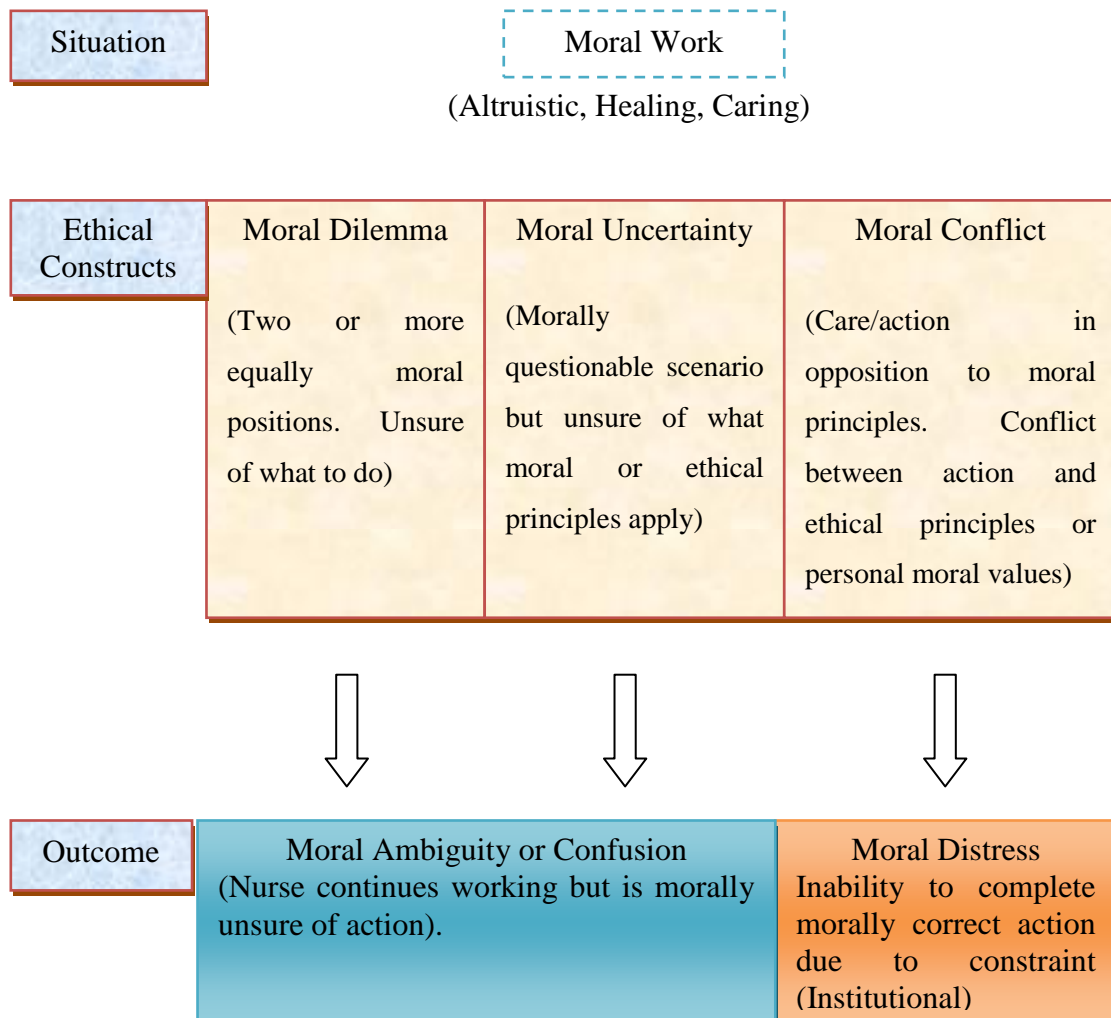 Situation
Moral Work
(Altruistic, Healing, Caring)
Ethical
Constructs
Moral Dilemma
(Two or more
equally moral
positions. Unsure
of what to do)
Moral Uncertainty
(Morally
questionable scenario
but unsure of what
moral or ethical
principles apply)
Moral Conflict
(Care/action in
opposition to moral
principles. Conflict
between action and
ethical principles or
personal moral values)
Outcome
Moral Ambiguity or Confusion
(Nurse continues working but is morally
unsure of action).
Moral Distress
Inability to complete
morally correct action
due to constraint
(Institutional)